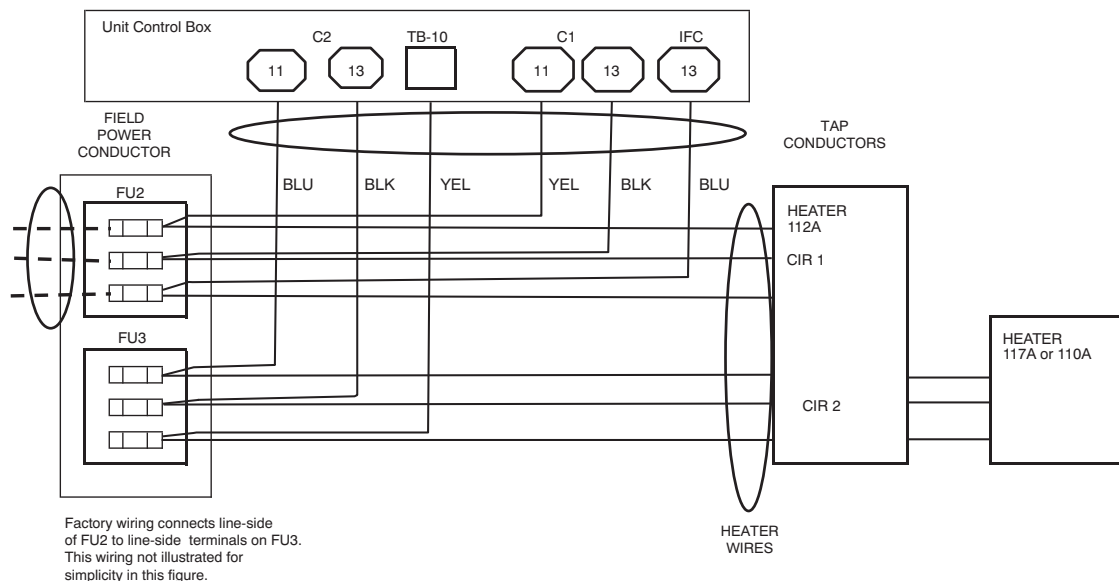 Unit Control Box
C2
TB-10
C1
IFC
11
13
11
13
13
FIELD
POWER
CONDUCTOR
TAP
CONDUCTORS
BLU
BLK
YEL
YEL
BLK
BLU
FU2
HEATER
112A
CIR 1
FU3
HEATER
117A or 110A
CIR 2
Factory wiring connects line-side
of FU2 to line-side terminals on FU3.
This wiring not illustrated for
simplicity in this figure.
HEATER
WIRES